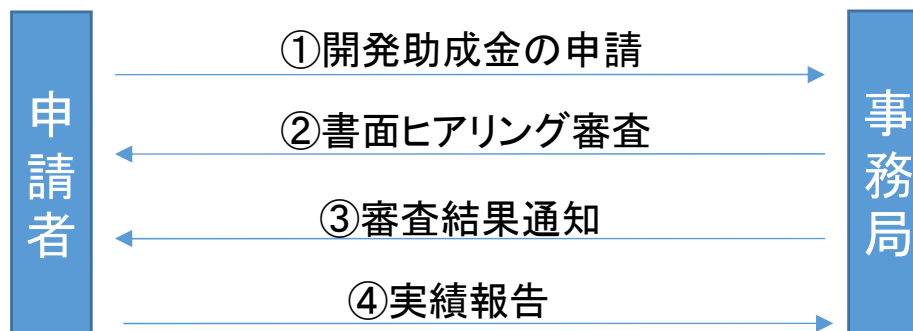 申請者
①開発助成金の申請
②書面ヒアリング審査
③審査結果通知
④実績報告
事務局